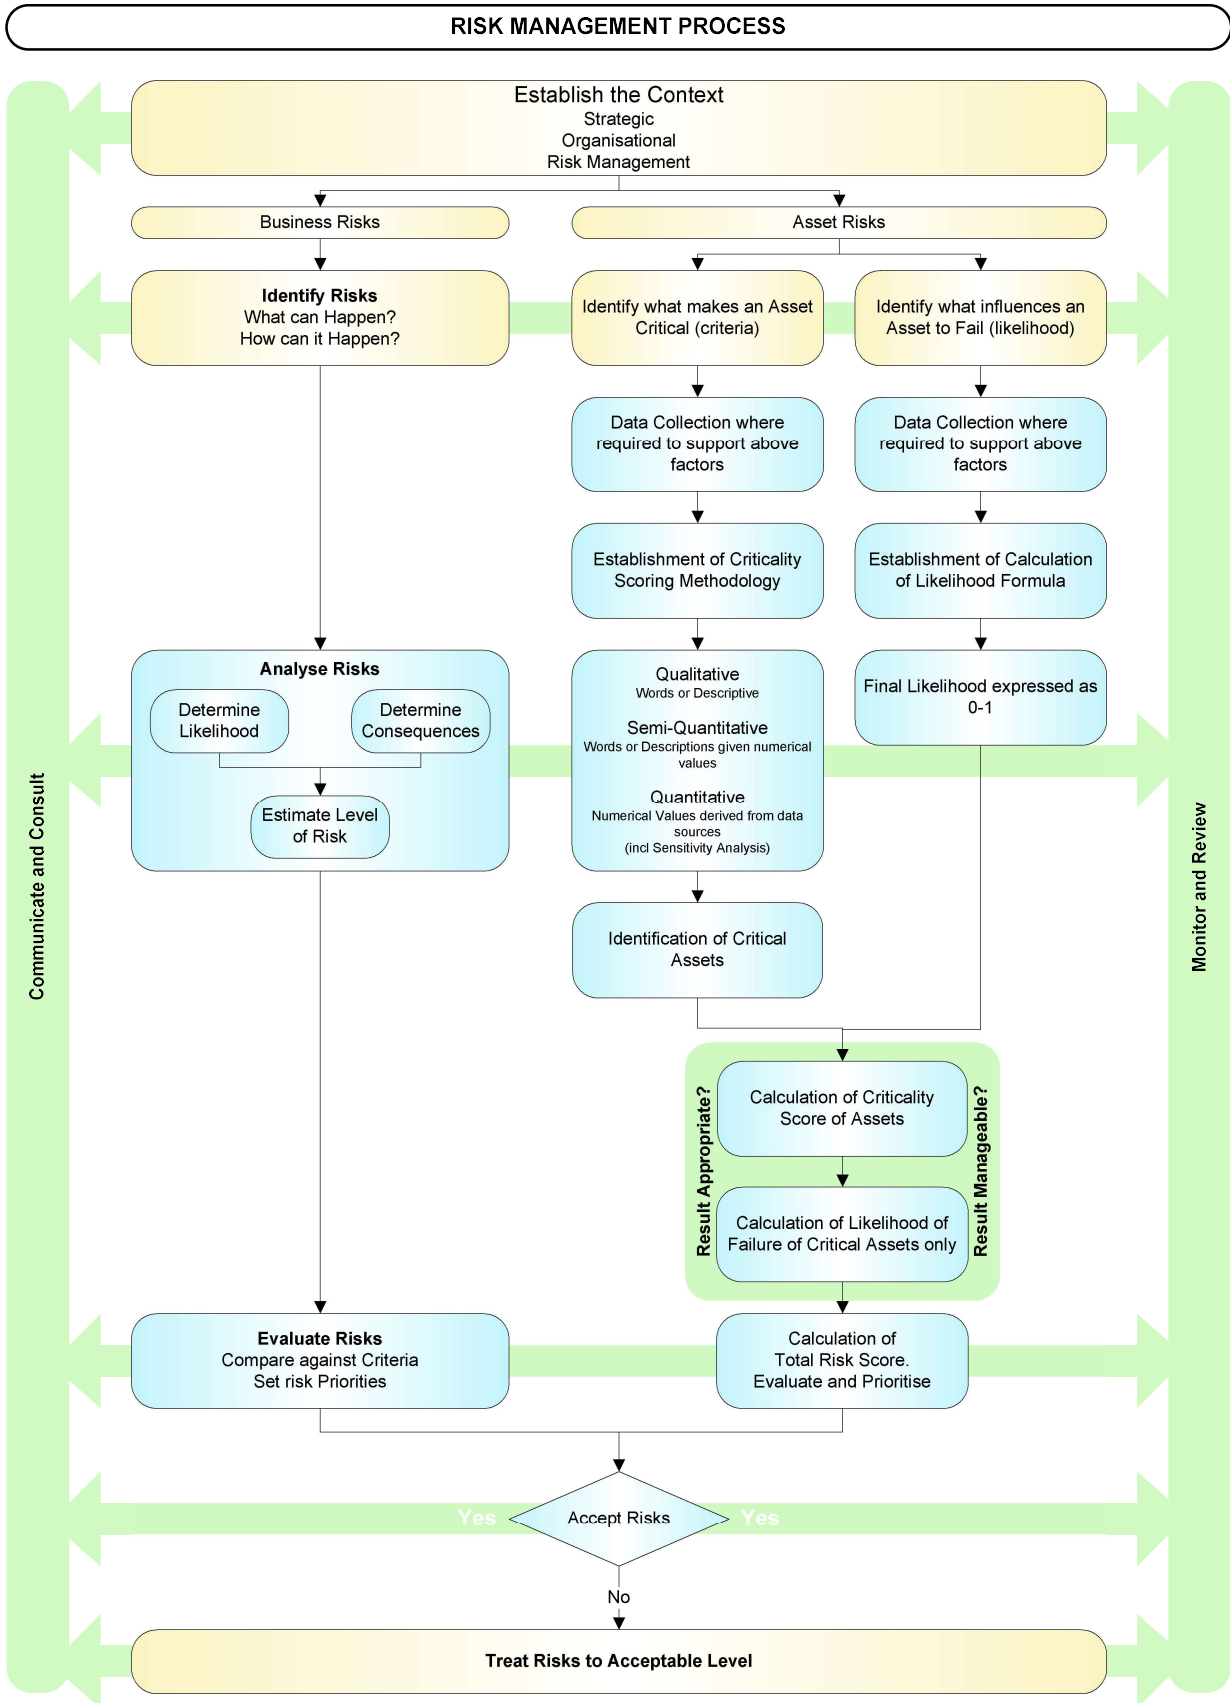 RISK MANAGEMENT PROCESS
Establish the Context
Strategic
Organisational
Risk Management
Business Risks
Asset Risks
Identify Risks
What can Happen?
How can it Happen?
Identify what makes an Asset
Critical (criteria)
Identify what influences an
Asset to Fail (likelihood)
Data Collection where
required to support above
factors
Data Collection where
required to support above
factors
Establishment of Criticality
Scoring Methodology
Establishment of Calculation
of Likelihood Formula
Analyse Risks
Determine
Likelihood
Determine
Consequences
Estimate Level
of Risk
Qualitative
Words or Descriptive
Semi-Quantitative
Words or Descriptions given numerical
values
Quantitative
Numerical Values derived from data
sources
(incl Sensitivity Analysis)
Final Likelihood expressed as
0-1
Identification of Critical
Assets
Communicate and Consult
Monitor and Review
Result Appropriate?
Calculation of Criticality
Score of Assets
Calculation of Likelihood of
Failure of Critical Assets only
Result Manageable?
Evaluate Risks
Compare against Criteria
Set risk Priorities
Calculation of
Total Risk Score.
Evaluate and Prioritise
Yes
Accept Risks
Yes
No
Treat Risks to Acceptable Level